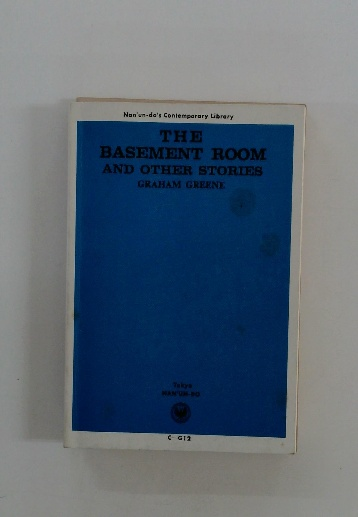 Nan'un-do's Contemporary Library
THE
BASEMENT ROOM
AND OTHER STORIES
GRAHAM GREENE
Tokyo
NAN'UN-DO
C G12